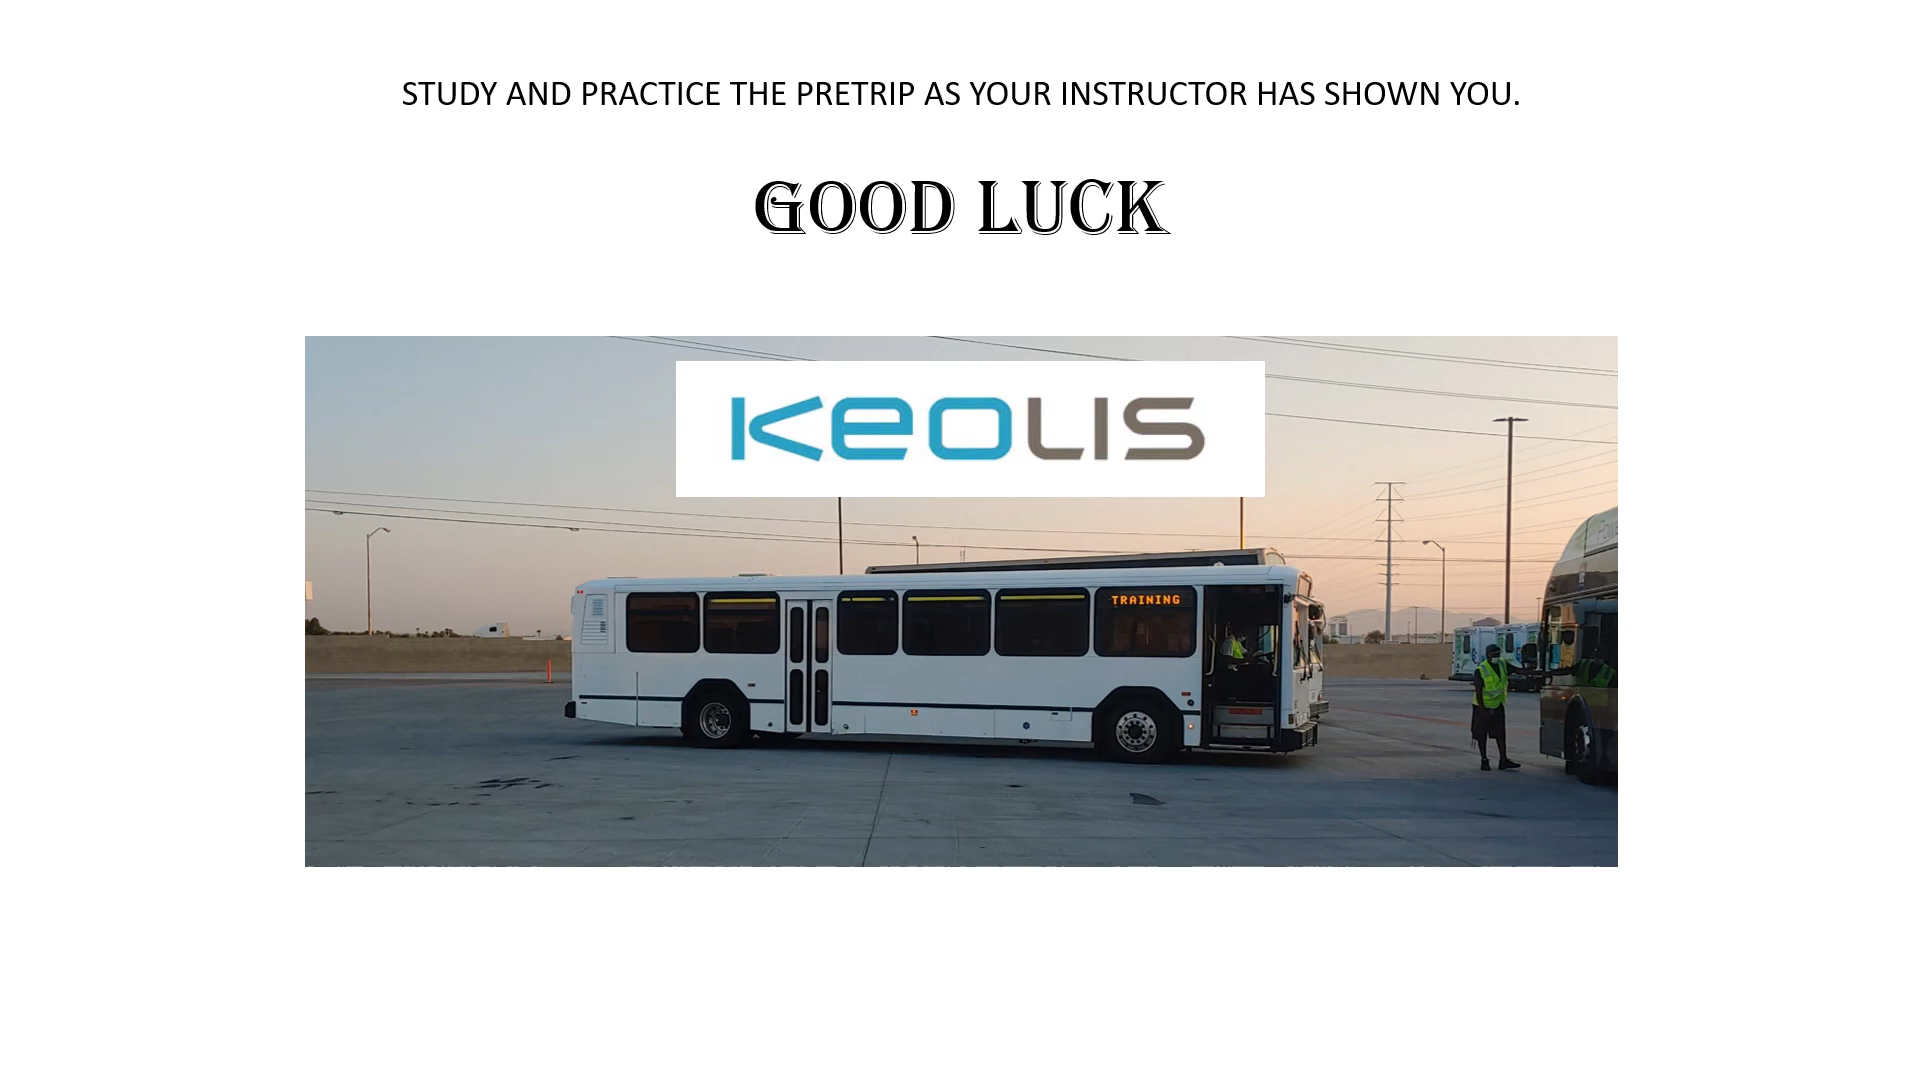 STUDY AND PRACTICE THE PRETRIP AS YOUR INSTRUCTOR HAS SHOWN YOU.
GOOD LUCK
KEOLIS
TRAINING